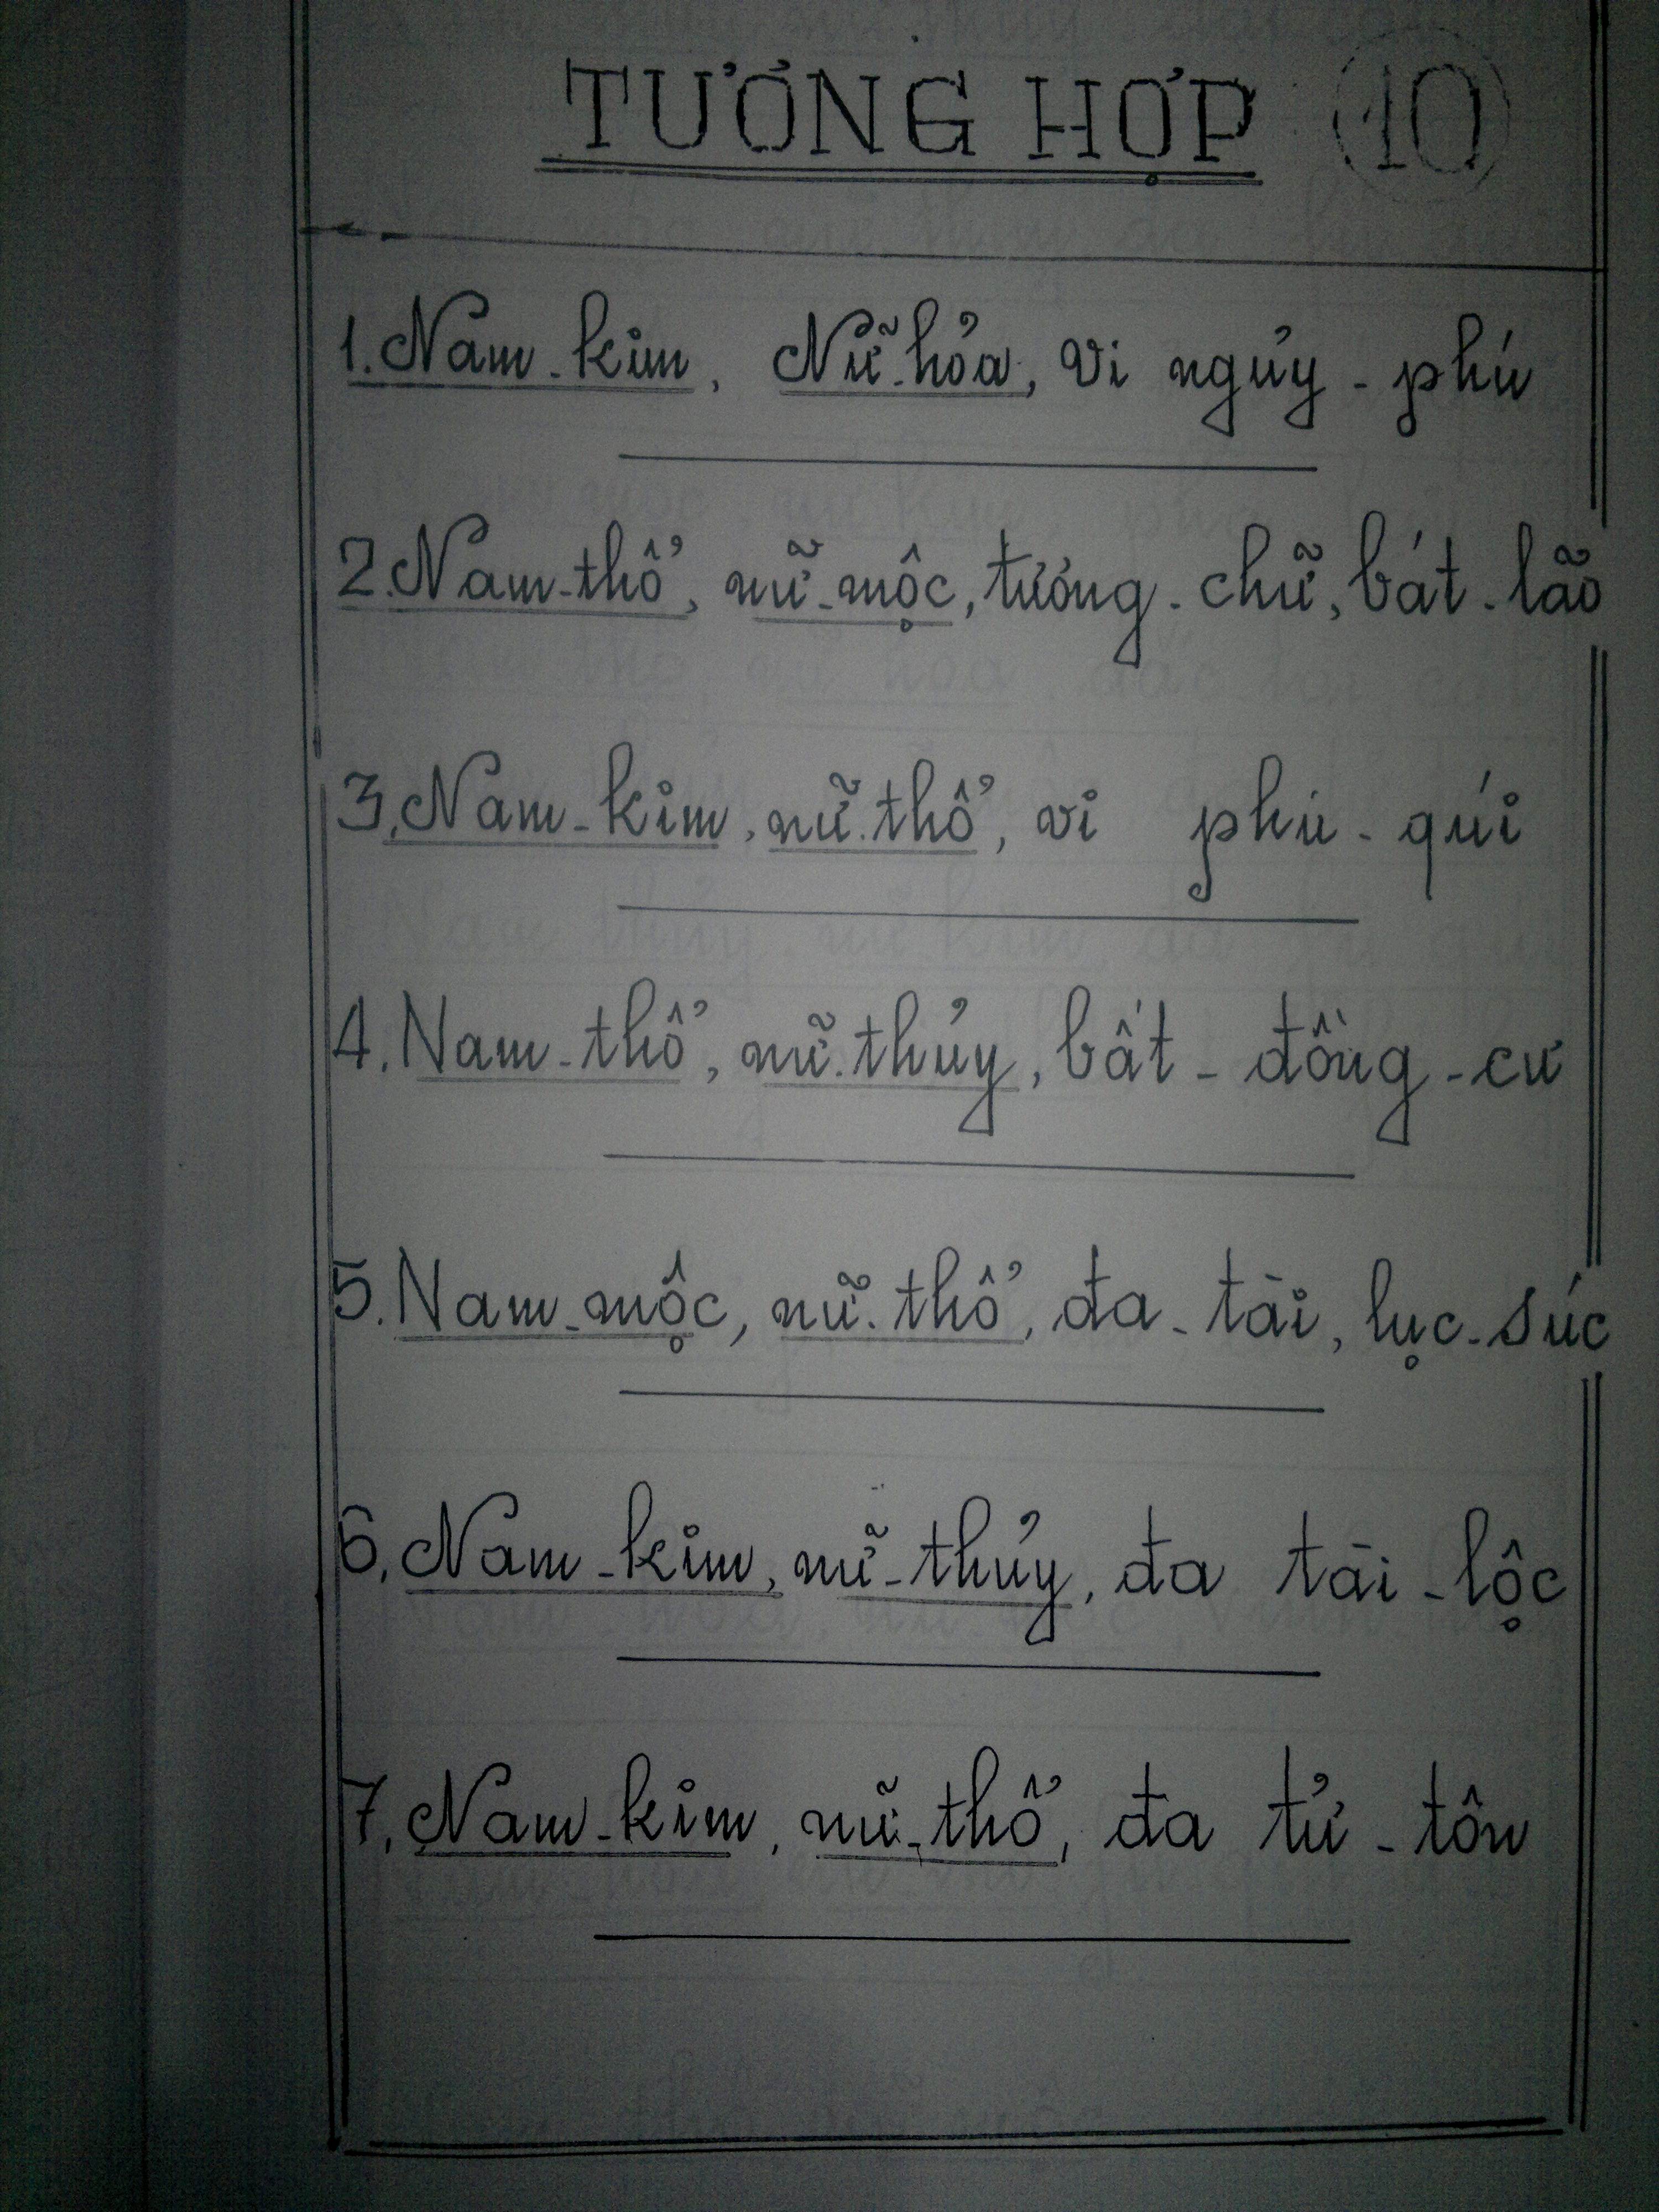 TƯƠNG HỢP 10
1. Nam - kim, Nữ - hỏa, vi ngủy - phú
2. Nam - thổ, nữ - mộc, tướng - chữ, bát - lão
3. Nam - kim, nữ - thổ, vi phú - quí
4. Nam - thổ, nữ - thủy, bất - đồng - cư
5. Nam - mộc, nữ - thổ, đa - tài, lục - súc
6. Nam - kim, nữ - thủy, đa tài - lộc
7. Nam - kim, nữ - thổ, đa tử - tôn